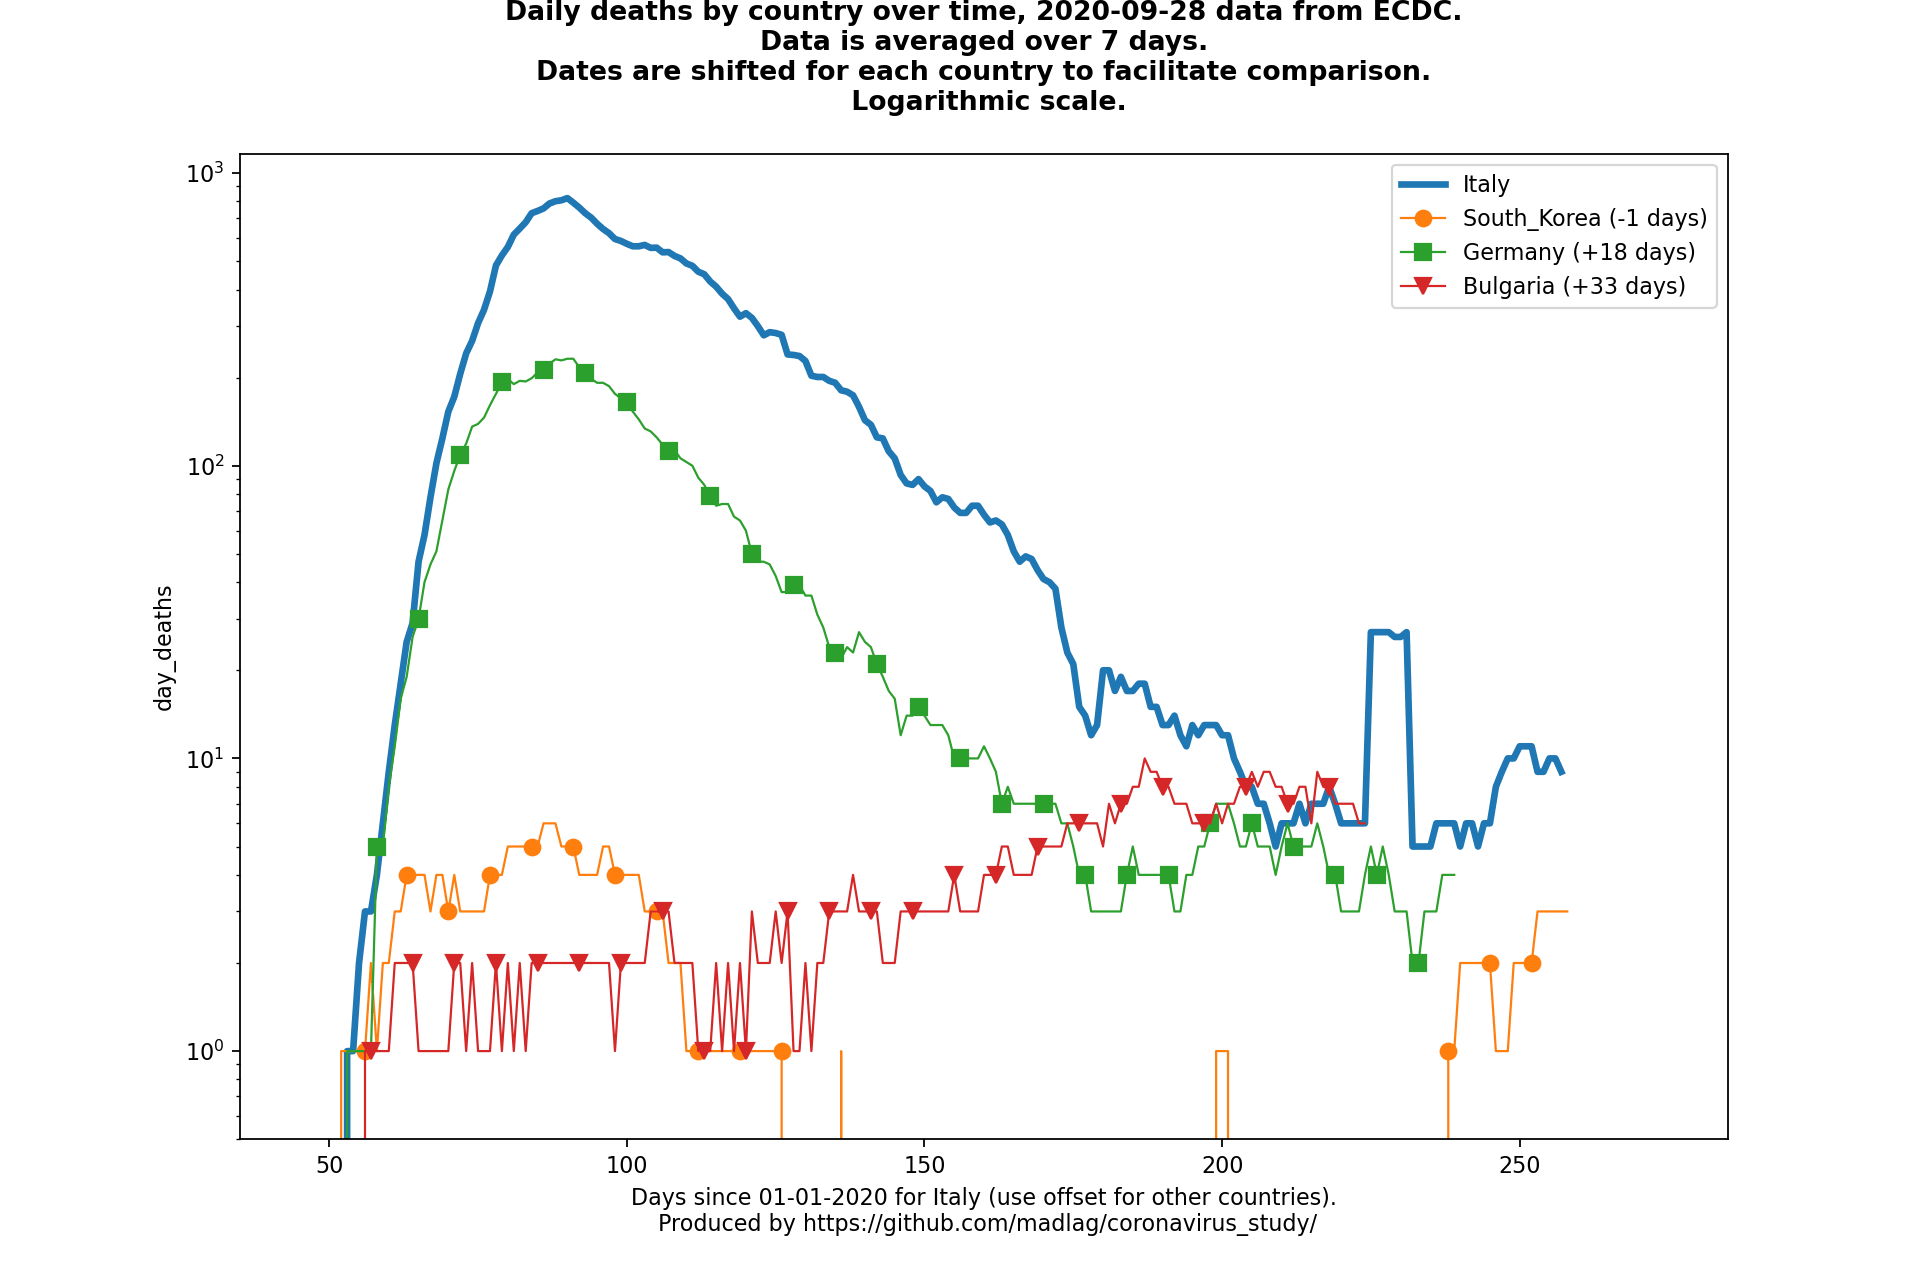 Daily deaths by country over time, 2020-09-28 data from ECDC.
Data is averaged over 7 days.
Dates are shifted for each country to facilitate comparison.
Logarithmic scale.
10³
10²
10¹
10⁰
day_deaths
Italy
South_Korea (-1 days)
Germany (+18 days)
Bulgaria (+33 days)
50 100 150 200 250
Days since 01-01-2020 for Italy (use offset for other countries).
Produced by https://github.com/madlag/coronavirus_study/